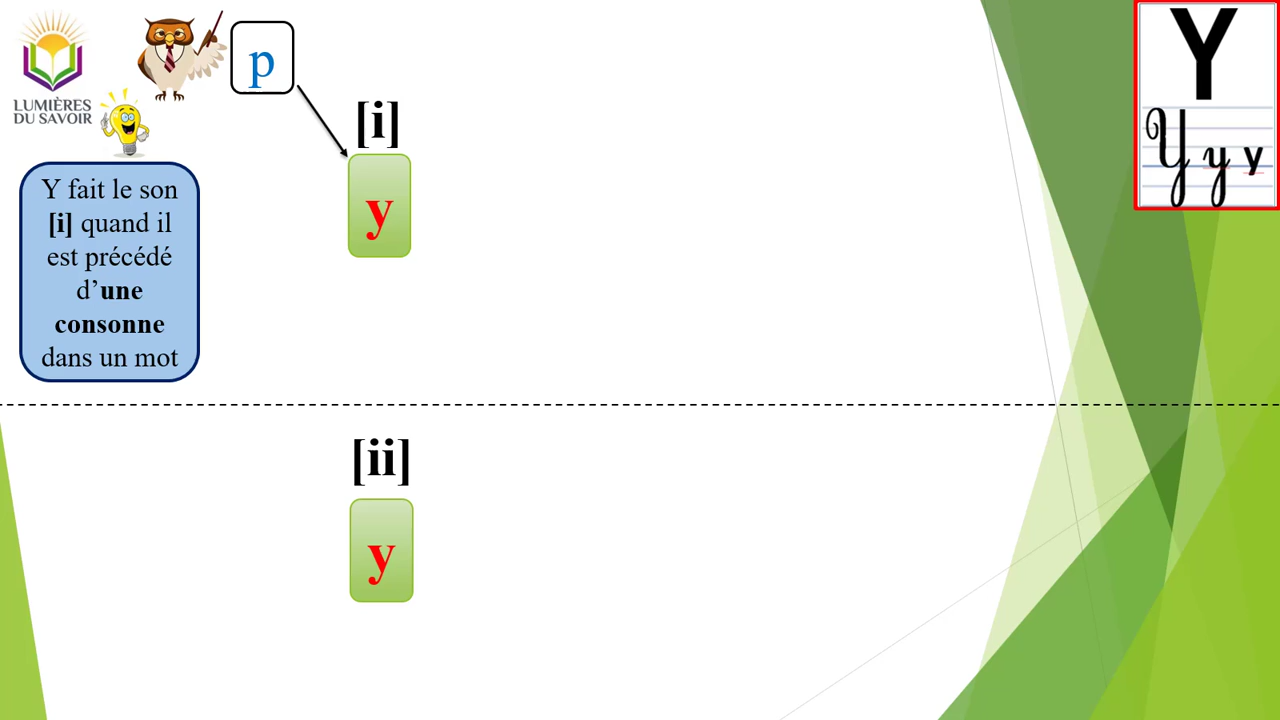 LUMIÈRES
DU SAVOIR
p
[i]
y
Y fait le son
[i] quand il
est précédé
d’une
consonne
dans un mot
[ii]
y
Y
Y y y